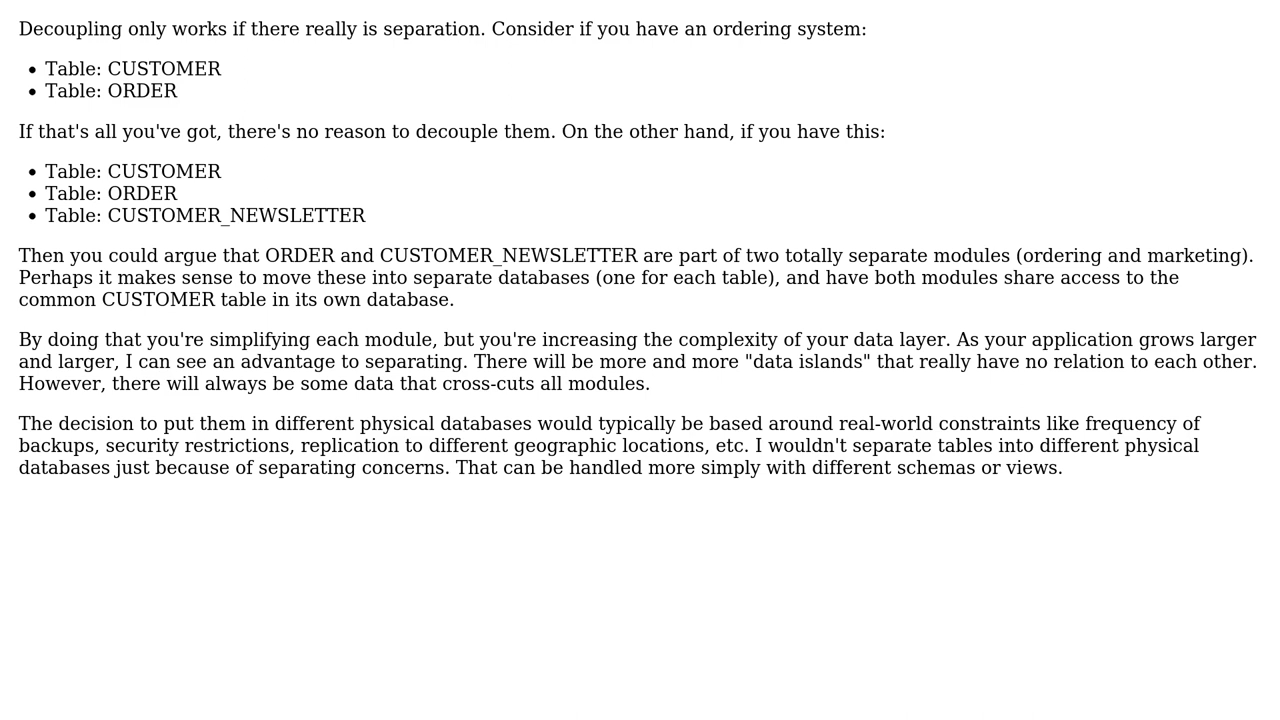 Decoupling only works if there really is separation. Consider if you have an ordering system:
• Table: CUSTOMER
• Table: ORDER
If that's all you've got, there's no reason to decouple them. On the other hand, if you have this:
• Table: CUSTOMER
• Table: ORDER
• Table: CUSTOMER_NEWSLETTER
Then you could argue that ORDER and CUSTOMER_NEWSLETTER are part of two totally separate modules (ordering and marketing).
Perhaps it makes sense to move these into separate databases (one for each table), and have both modules share access to the
common CUSTOMER table in its own database.
By doing that you're simplifying each module, but you're increasing the complexity of your data layer. As your application grows larger
and larger, I can see an advantage to separating. There will be more and more "data islands" that really have no relation to each other.
However, there will always be some data that cross-cuts all modules.
The decision to put them in different physical databases would typically be based around real-world constraints like frequency of
backups, security restrictions, replication to different geographic locations, etc. I wouldn't separate tables into different physical
databases just because of separating concerns. That can be handled more simply with different schemas or views.